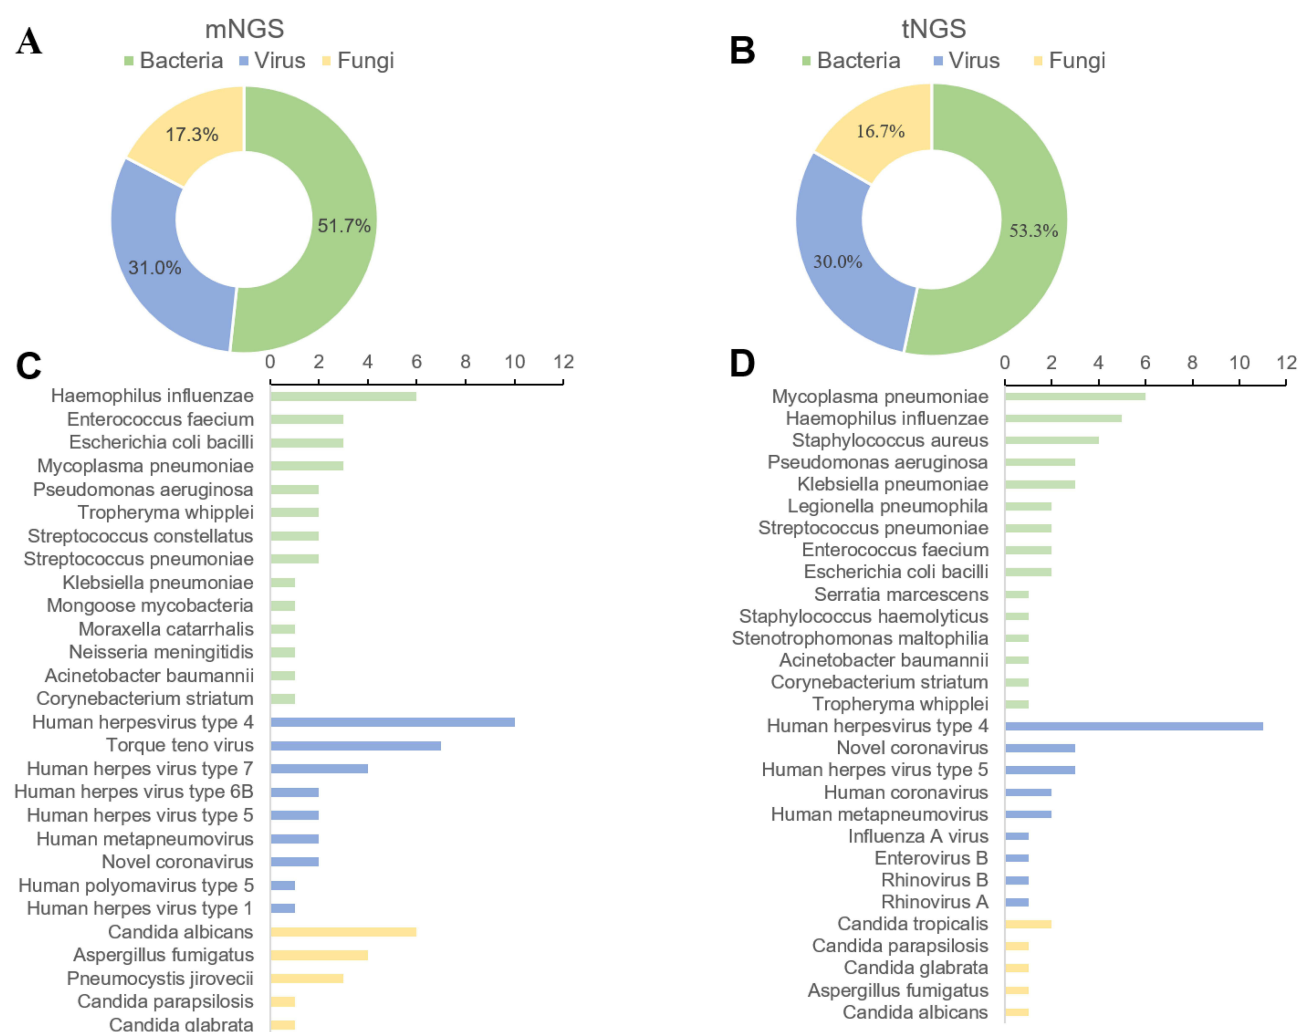 A
mNGS
Bacteria Virus Fungi
17.3%
51.7%
31.0%
B
tNGS
Bacteria Virus Fungi
16.7%
53.3%
30.0%
C
0 2 4 6 8 10 12
Haemophilus influenzae
Enterococcus faecium
Escherichia coli bacilli
Mycoplasma pneumoniae
Pseudomonas aeruginosa
Tropheryma whipplei
Streptococcus constellatus
Streptococcus pneumoniae
Klebsiella pneumoniae
Mongoose mycobacteria
Moraxella catarrhalis
Neisseria meningitidis
Acinetobacter baumannii
Corynebacterium striatum
Human herpesvirus type 4
Torque teno virus
Human herpes virus type 7
Human herpes virus type 6B
Human herpes virus type 5
Human metapneumovirus
Novel coronavirus
Human polyomavirus type 5
Human herpes virus type 1
Candida albicans
Aspergillus fumigatus
Pneumocystis jirovecii
Candida parapsilosis
Candida glabrata
D
0 2 4 6 8 10 12
Mycoplasma pneumoniae
Haemophilus influenzae
Staphylococcus aureus
Pseudomonas aeruginosa
Klebsiella pneumoniae
Legionella pneumophila
Streptococcus pneumoniae
Enterococcus faecium
Escherichia coli bacilli
Serratia marcescens
Staphylococcus haemolyticus
Stenotrophomonas maltophilia
Acinetobacter baumannii
Corynebacterium striatum
Tropheryma whipplei
Human herpesvirus type 4
Novel coronavirus
Human herpes virus type 5
Human coronavirus
Human metapneumovirus
Influenza A virus
Enterovirus B
Rhinovirus B
Rhinovirus A
Candida tropicalis
Candida parapsilosis
Candida glabrata
Aspergillus fumigatus
Candida albicans